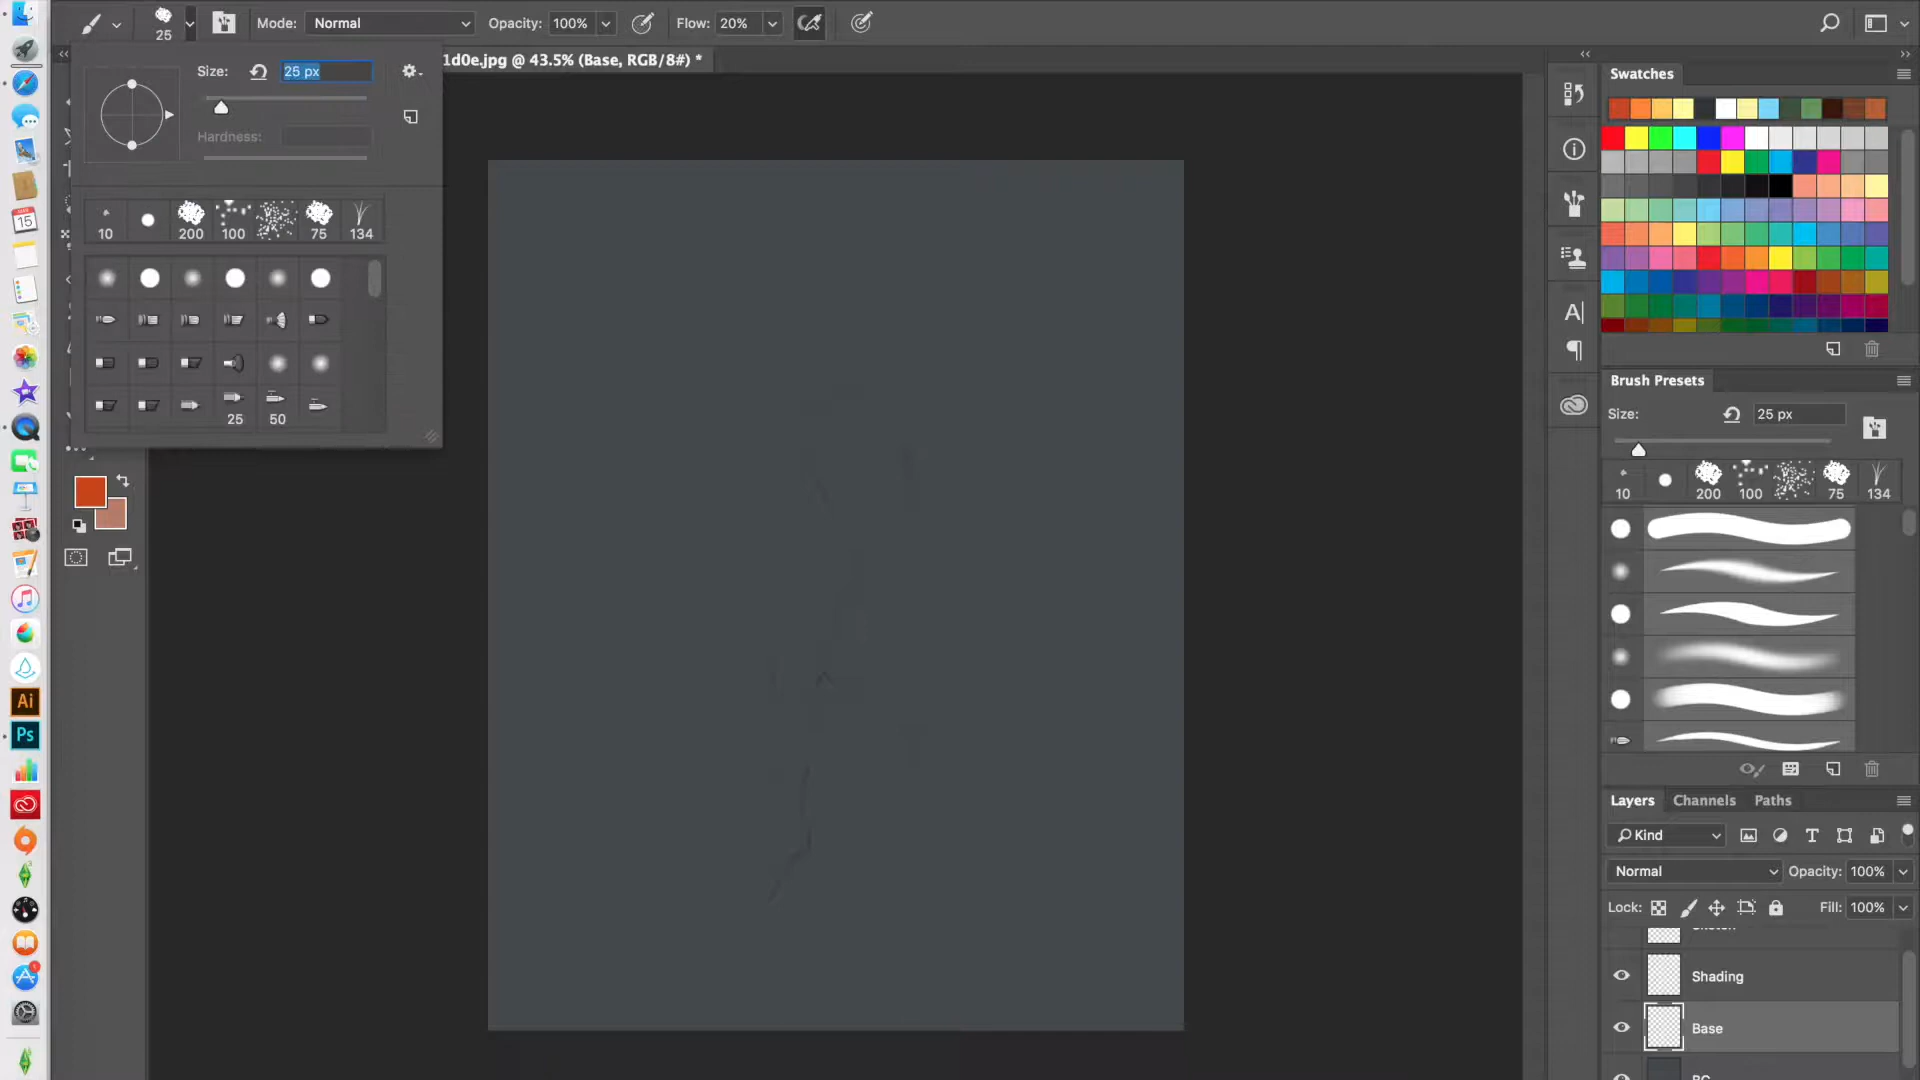 25
Mode:
Normal
Opacity:
100%
Flow:
20%
Size:
25 px
Hardness:
10
200
100
75
134
25
50
1d0e.jpg @ 43.5% (Base, RGB/8#) *
15
Ai
Ps
Swatches
A
Brush Presets
Size:
25 px
10
200
100
75
134
Layers
Channels
Paths
Kind
T
Normal
Opacity:
100%
Lock:
Fill:
100%
Shading
Base